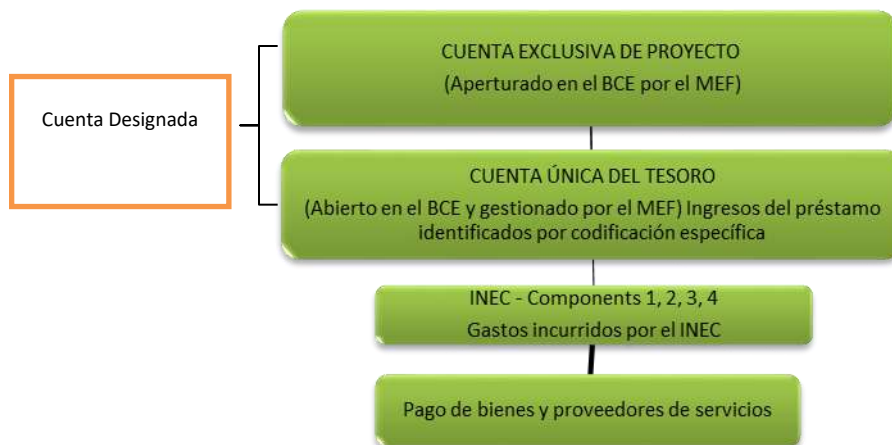 CUENTA EXCLUSIVA DE PROYECTO
(Aperturado en el BCE por el MEF)
Cuenta Designada
CUENTA ÚNICA DEL TESORO
(Abierto en el BCE y gestionado por el MEF) Ingresos del préstamo
identificados por codificación específica
INEC - Components 1, 2, 3, 4
Gastos incurridos por el INEC
Pago de bienes y proveedores de servicios